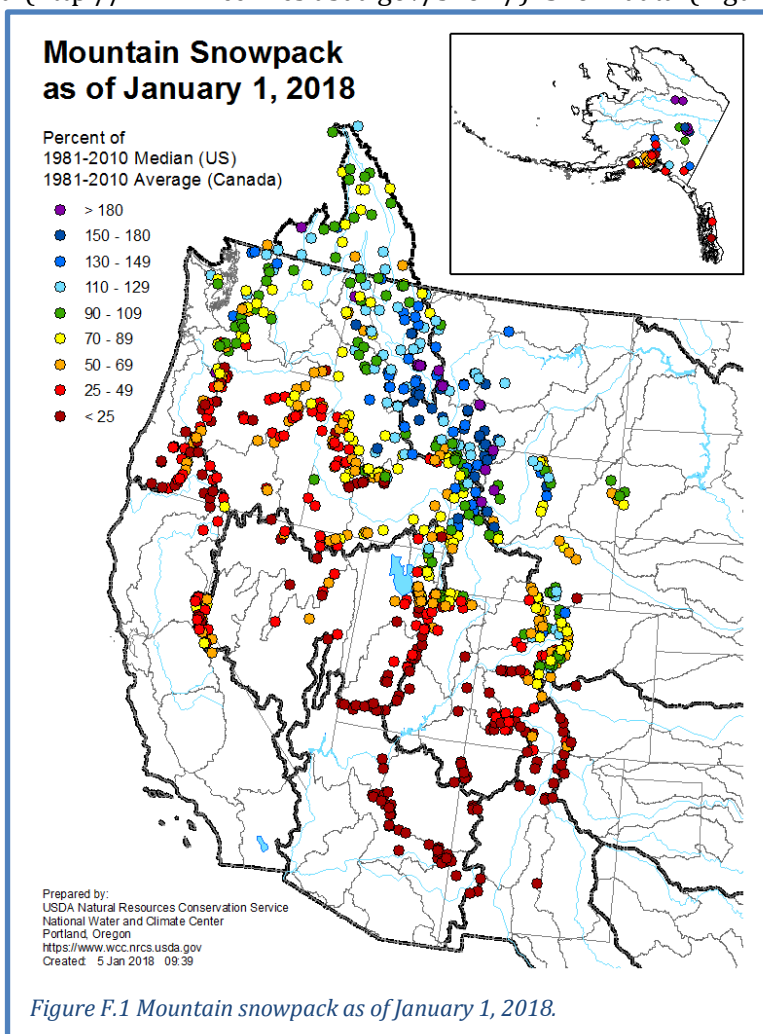 Mountain Snowpack
as of January 1, 2018
Percent of
1981-2010 Median (US)
1981-2010 Average (Canada)
> 180
150 - 180
130 - 149
110 - 129
90 - 109
70 - 89
50 - 69
25 - 49
< 25
Prepared by:
USDA Natural Resources Conservation Service
National Water and Climate Center
Portland, Oregon
https://www.wcc.nrcs.usda.gov
Created: 5 Jan 2018 09:39
Figure F.1 Mountain snowpack as of January 1, 2018.